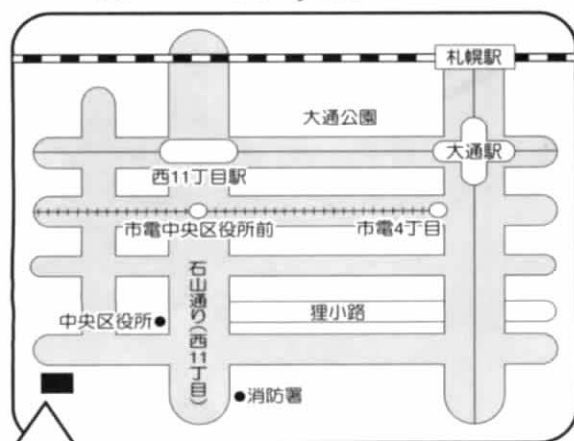 札幌駅
大通公園
大通駅
西11丁目駅
市電中央区役所前
市電4丁目
石山通り(西11丁目)
狸小路
中央区役所
消防署